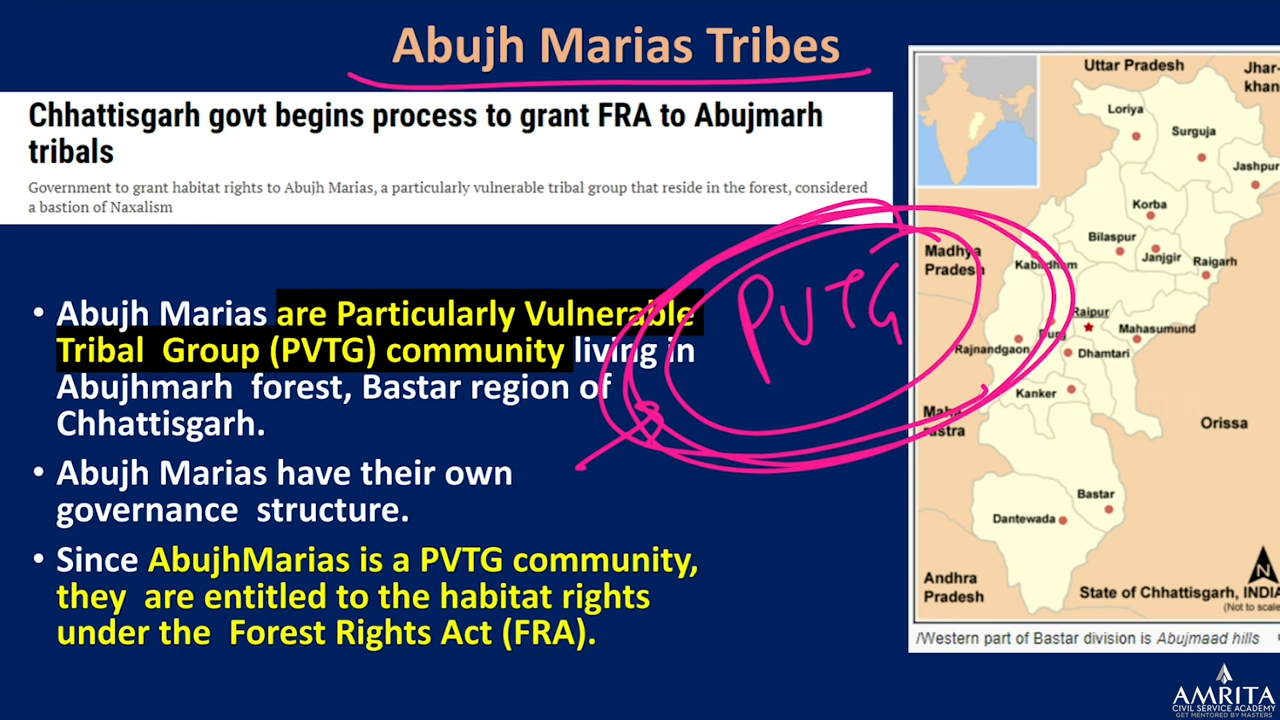 Abujh Marias Tribes
Chhattisgarh govt begins process to grant FRA to Abujmarh
tribals
Government to grant habitat rights to Abujh Marias, a particularly vulnerable tribal group that reside in the forest, considered
a bastion of Naxalism
• Abujh Marias are Particularly Vulnerable
Tribal Group (PVTG) community living in
Abujhmarh forest, Bastar region of
Chhattisgarh.
• Abujh Marias have their own
governance structure.
• Since AbujhMarias is a PVTG community,
they are entitled to the habitat rights
under the Forest Rights Act (FRA).
PVTG
Uttar Pradesh
Jhar-
khan
Loriya
Surguja
Jashpur
Korba
Bilaspur
Janjgir
Raigarh
Madhya
Pradesh
Raipur
Mahasumund
Rajnandgaon
Dhamtari
Kanker
Orissa
Bastar
Dantewada
Andhra
Pradesh
N
State of Chhattisgarh, INDIA
(Not to scale
/Western part of Bastar division is Abujmaad hills
AMRITA
CIVIL SERVICE ACADEMY
GET MENTORED BY MASTERS